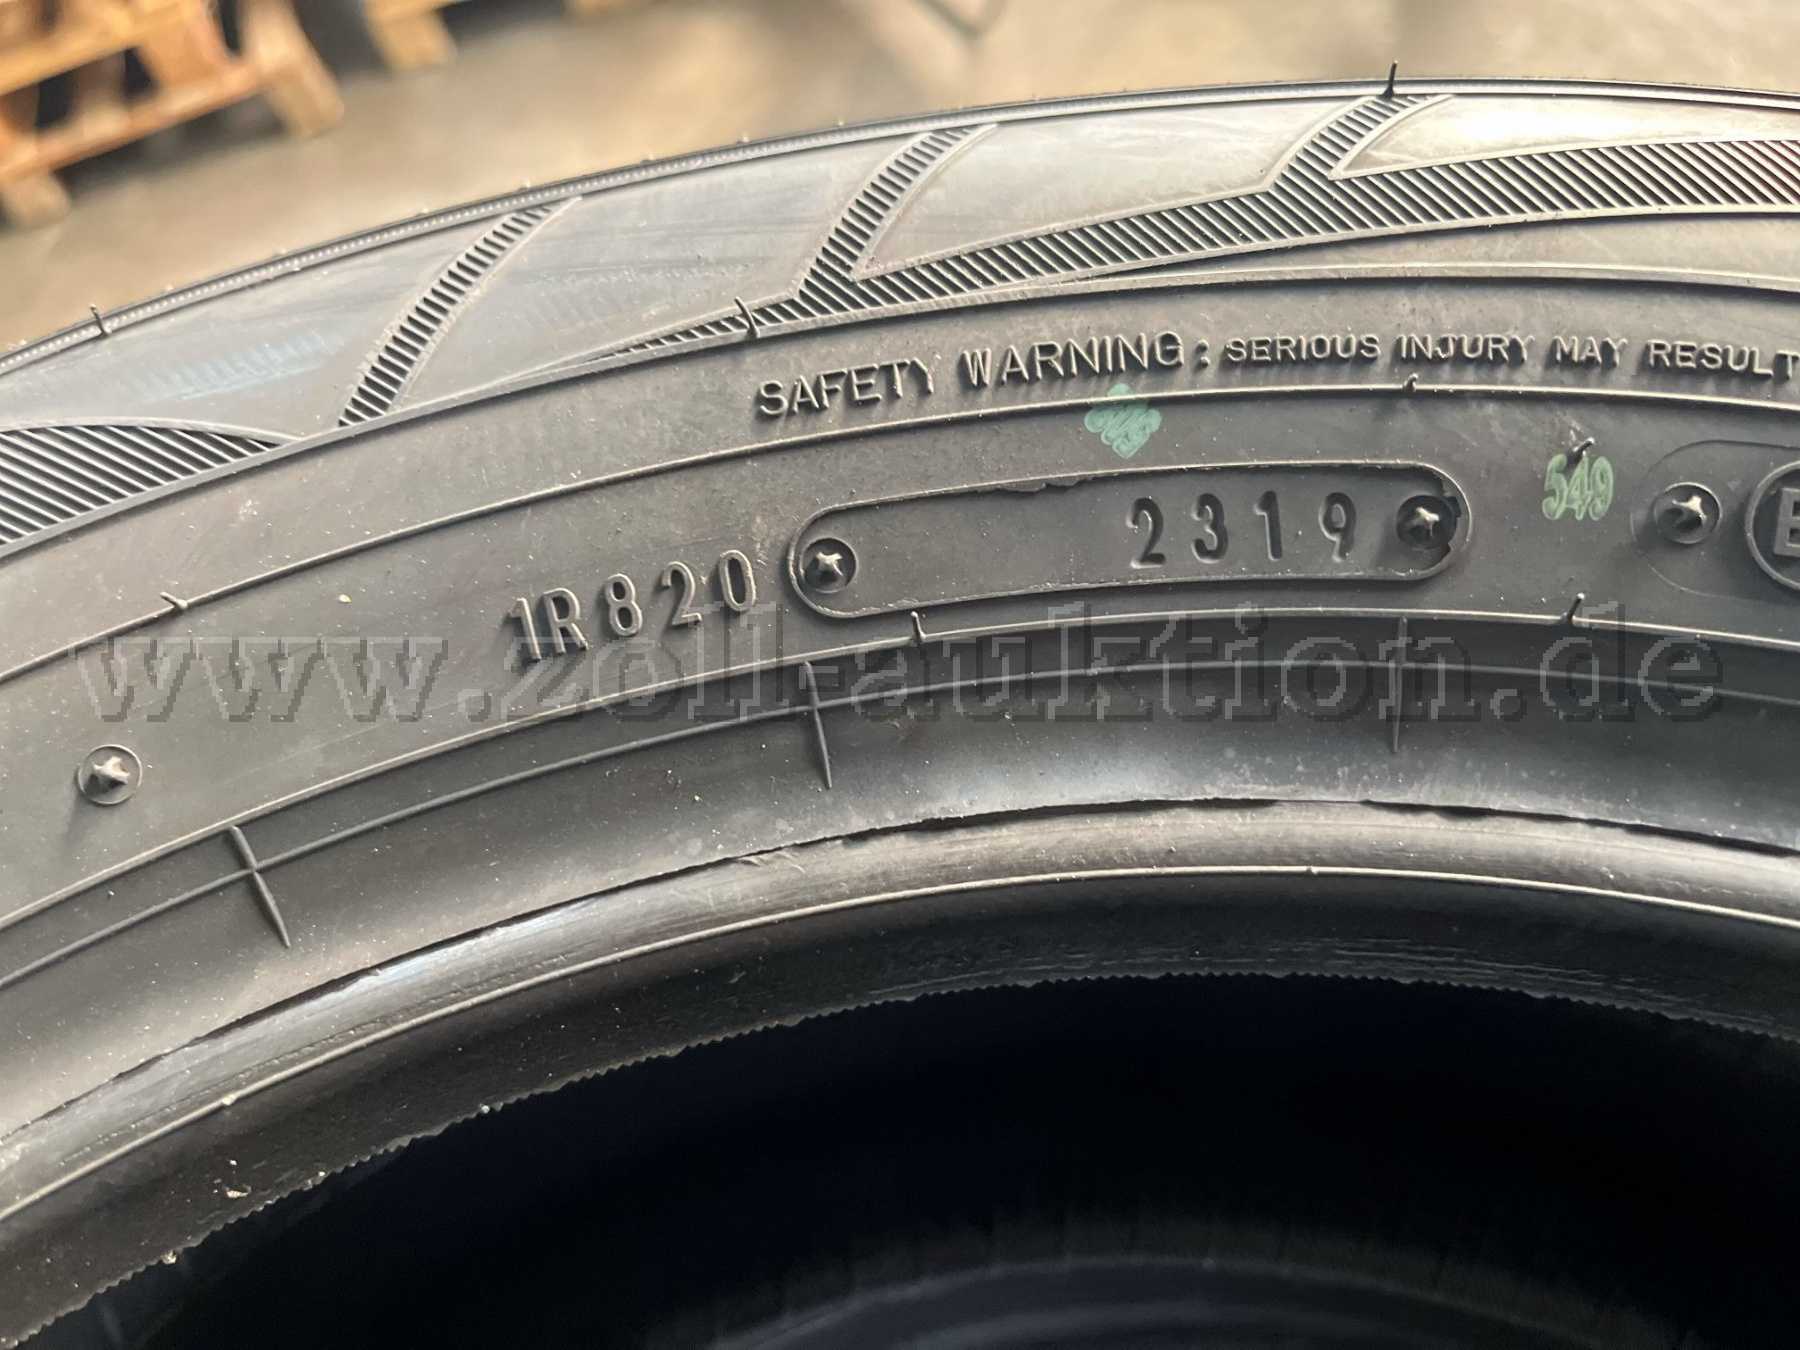 SAFETY WARNING: SERIOUS INJURY MAY RESULT
549
1R820 2319
www.zoll-auktion.de